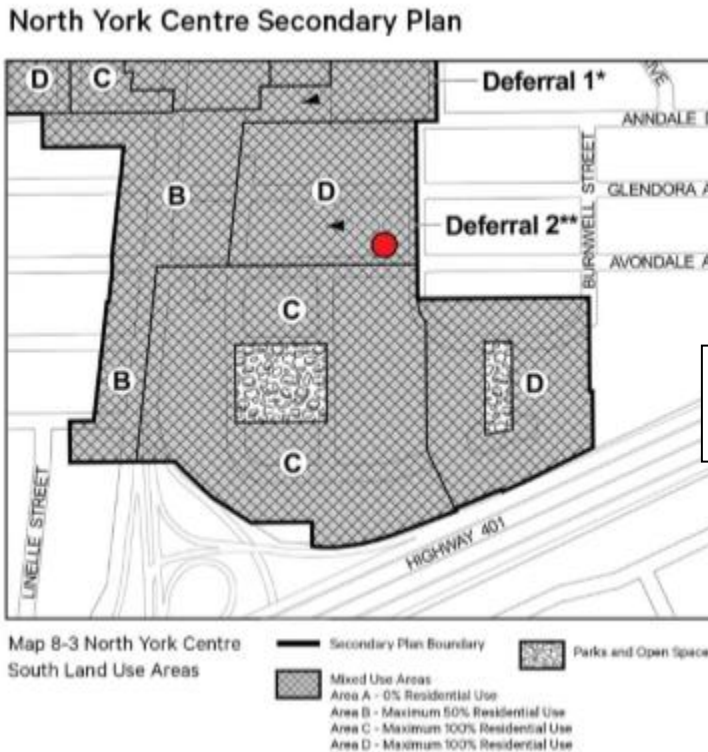 North York Centre Secondary Plan
D
C
Deferral 1*
ANNDALE D
B
D
BURNWELL STREET
GLENDORA A
Deferral 2**
AVONDALE A
C
B
D
C
LINELLE STREET
HIGHWAY 401
Map 8-3 North York Centre
South Land Use Areas
Secondary Plan Boundary
Parks and Open Space
Mixed Use Areas
Area A - 0% Residential Use
Area B - Maximum 50% Residential Use
Area C - Maximum 100% Residential Use
Area D - Maximum 100% Residential Use